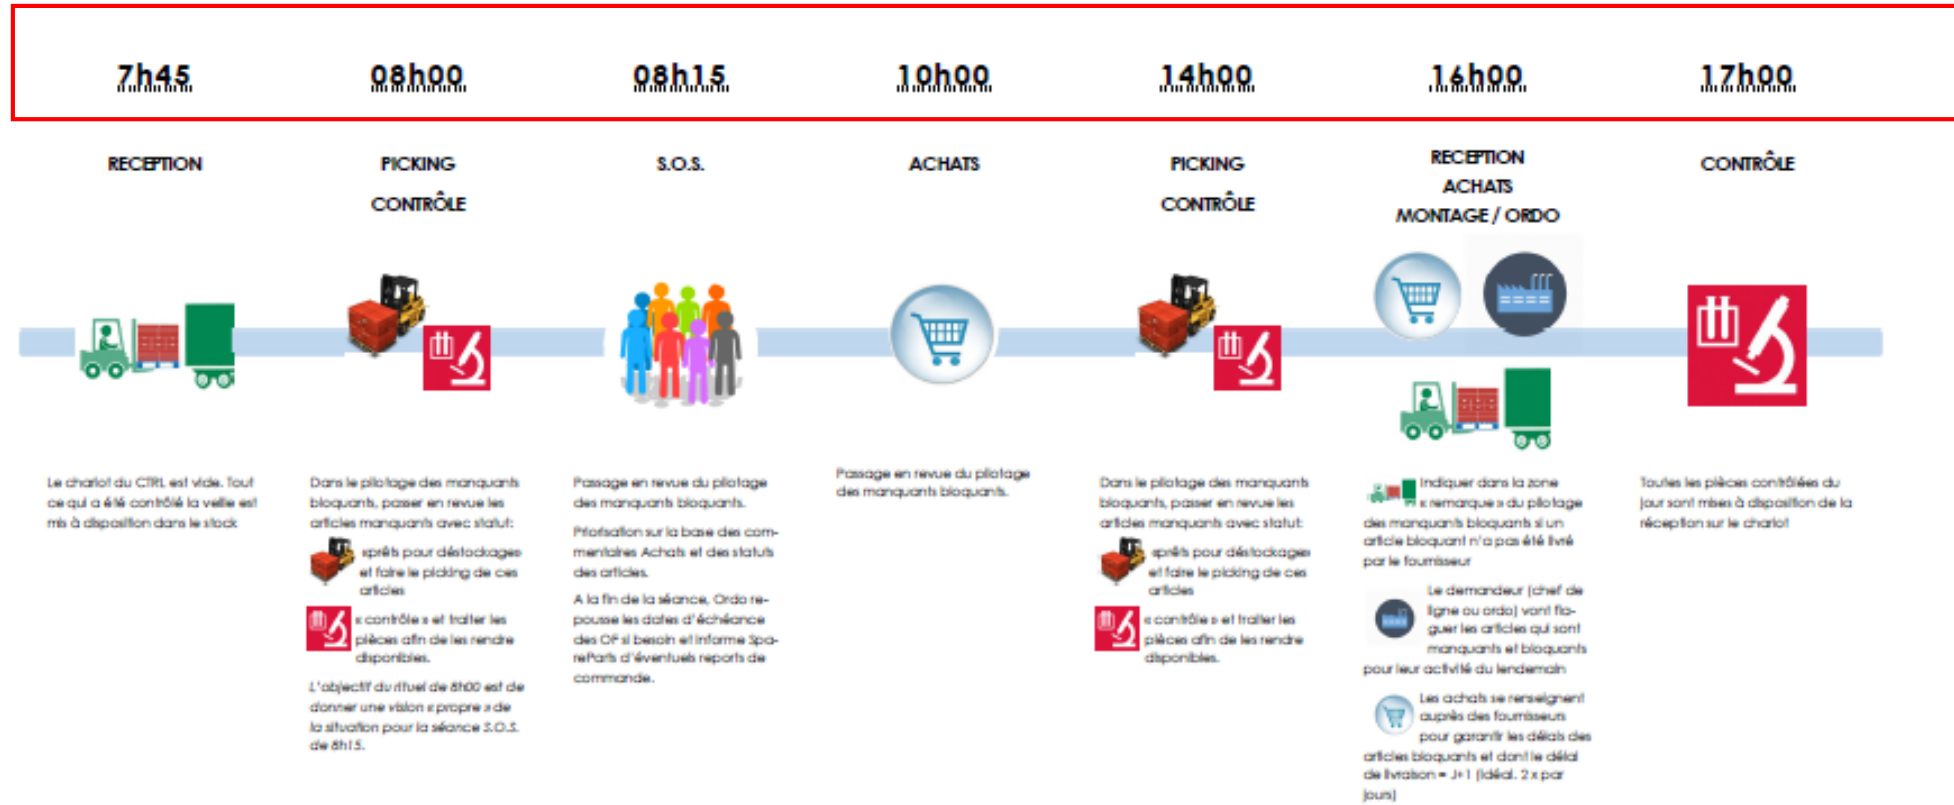 7h45
08h00
08h15
10h00
14h00
16h00
17h00
RECEPTION
PICKING
CONTRÔLE
S.O.S.
ACHATS
PICKING
CONTRÔLE
RECEPTION
ACHATS
MONTAGE / ORDO
CONTRÔLE
Le chariot du CTRL est vide. Tout
ce qui a été contrôlé la veille est
mis à disposition dans le stock
Dans le pilotage des manquants
bloquants, passer en revue les
articles manquants avec statut:
«prêts pour déstockage»
et faire le picking de ces
articles
« contrôle » et traiter les
pièces afin de les rendre
disponibles.
L'objectif du rituel de 8h00 est de
donner une vision « propre » de
la situation pour la séance S.O.S.
de 8h15.
Passage en revue du pilotage
des manquants bloquants.
Priorisation sur la base des com-
mentaires Achats et des statuts
des articles.
A la fin de la séance, Ordo re-
pousse les dates d'échéance
des OF si besoin et informe Spa-
reParts d'éventuels reports de
commande.
Passage en revue du pilotage
des manquants bloquants.
Dans le pilotage des manquants
bloquants, passer en revue les
articles manquants avec statut:
«prêts pour déstockage»
et faire le picking de ces
articles
« contrôle » et traiter les
pièces afin de les rendre
disponibles.
Indiquer dans la zone
« remarque » du pilotage
des manquants bloquants si un
article bloquant n'a pas été livré
par le fournisseur
Le demandeur (chef de
ligne ou ordo) vont fla-
guer les articles qui sont
manquants et bloquants
pour leur activité du lendemain
Les achats se renseignent
auprès des fournisseurs
pour garantir les délais des
articles bloquants et dont le délai
de livraison = J+1 (idéal. 2 x par
jours)
Toutes les pièces contrôlées du
jour sont mises à disposition de la
réception sur le chariot